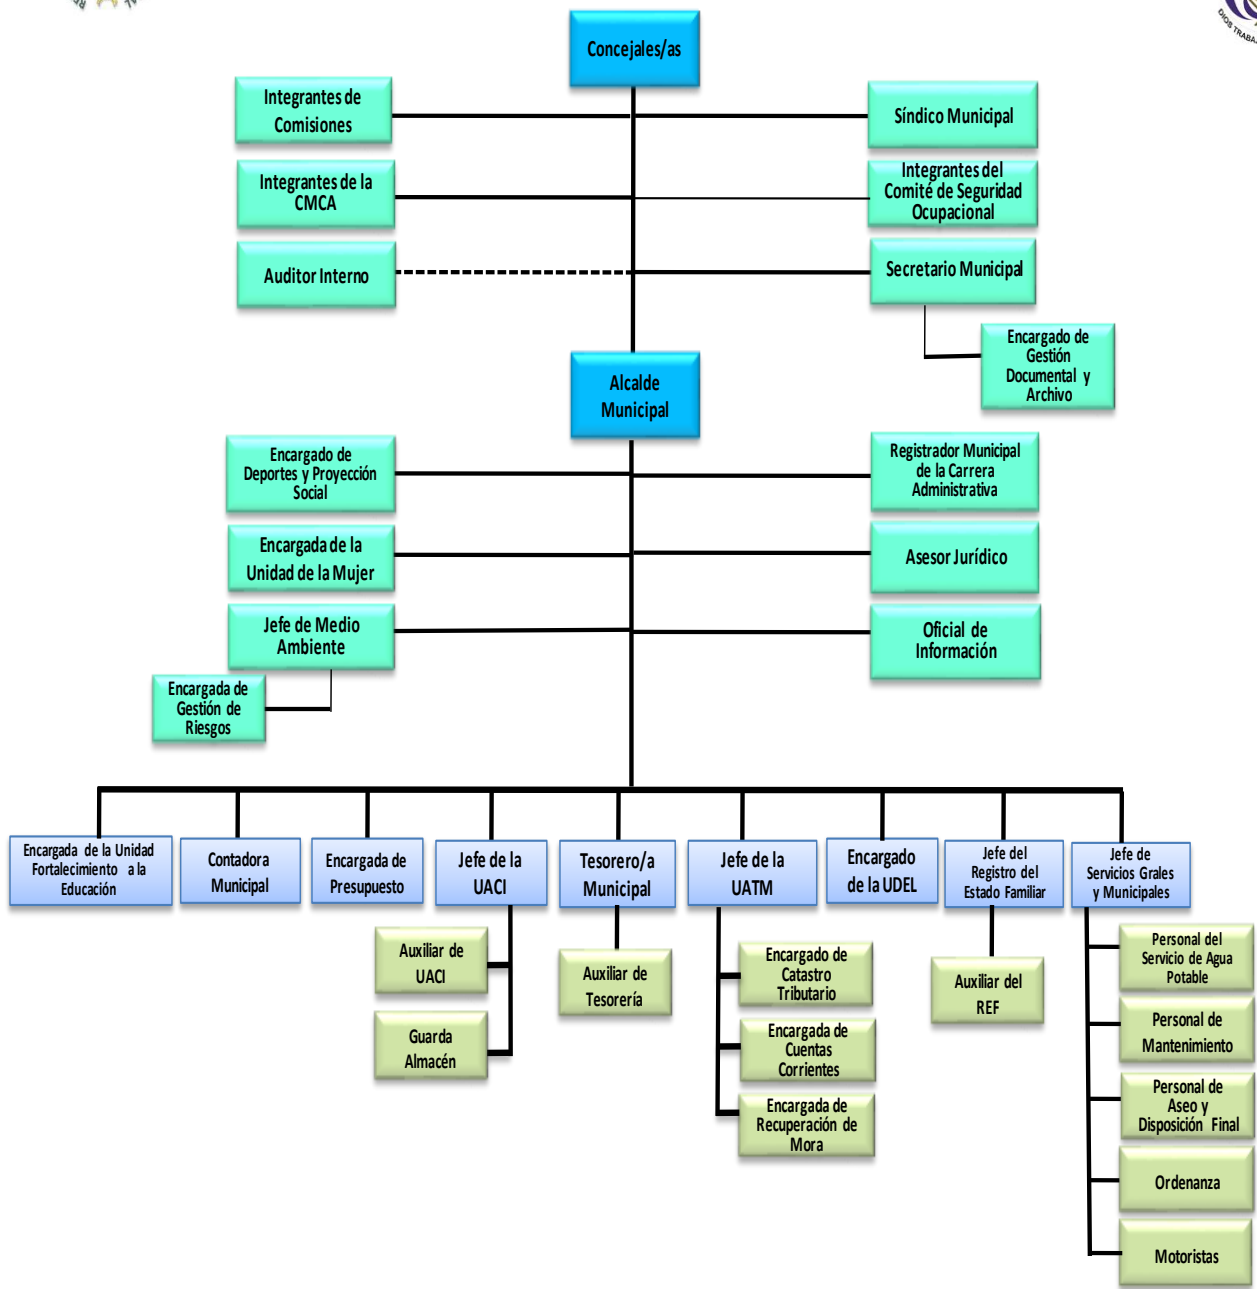 DIOS TRABAJ
Concejales/as
Integrantes de
Comisiones
Síndico Municipal
Integrantes de la
CMCA
Integrantes del
Comité de Seguridad
Ocupacional
Auditor Interno
Secretario Municipal
Encargado de
Gestión
Documental y
Archivo
Alcalde
Municipal
Encargado de
Deportes y Proyección
Social
Registrador Municipal
de la Carrera
Administrativa
Encargada de la
Unidad de la Mujer
Asesor Jurídico
Jefe de Medio
Ambiente
Oficial de
Información
Encargada de
Gestión de
Riesgos
Encargada de la Unidad
Fortalecimiento a la
Educación
Contadora
Municipal
Encargada de
Presupuesto
Jefe de la
UACI
Tesorero/a
Municipal
Jefe de la
UATM
Encargado
de la UDEL
Jefe del
Registro del
Estado Familiar
Jefe de
Servicios Grales
y Municipales
Auxiliar de
UACI
Guarda
Almacén
Auxiliar de
Tesorería
Encargado de
Catastro
Tributario
Encargada de
Cuentas
Corrientes
Encargada de
Recuperación de
Mora
Auxiliar del
REF
Personal del
Servicio de Agua
Potable
Personal de
Mantenimiento
Personal de
Aseo y
Disposición Final
Ordenanza
Motoristas